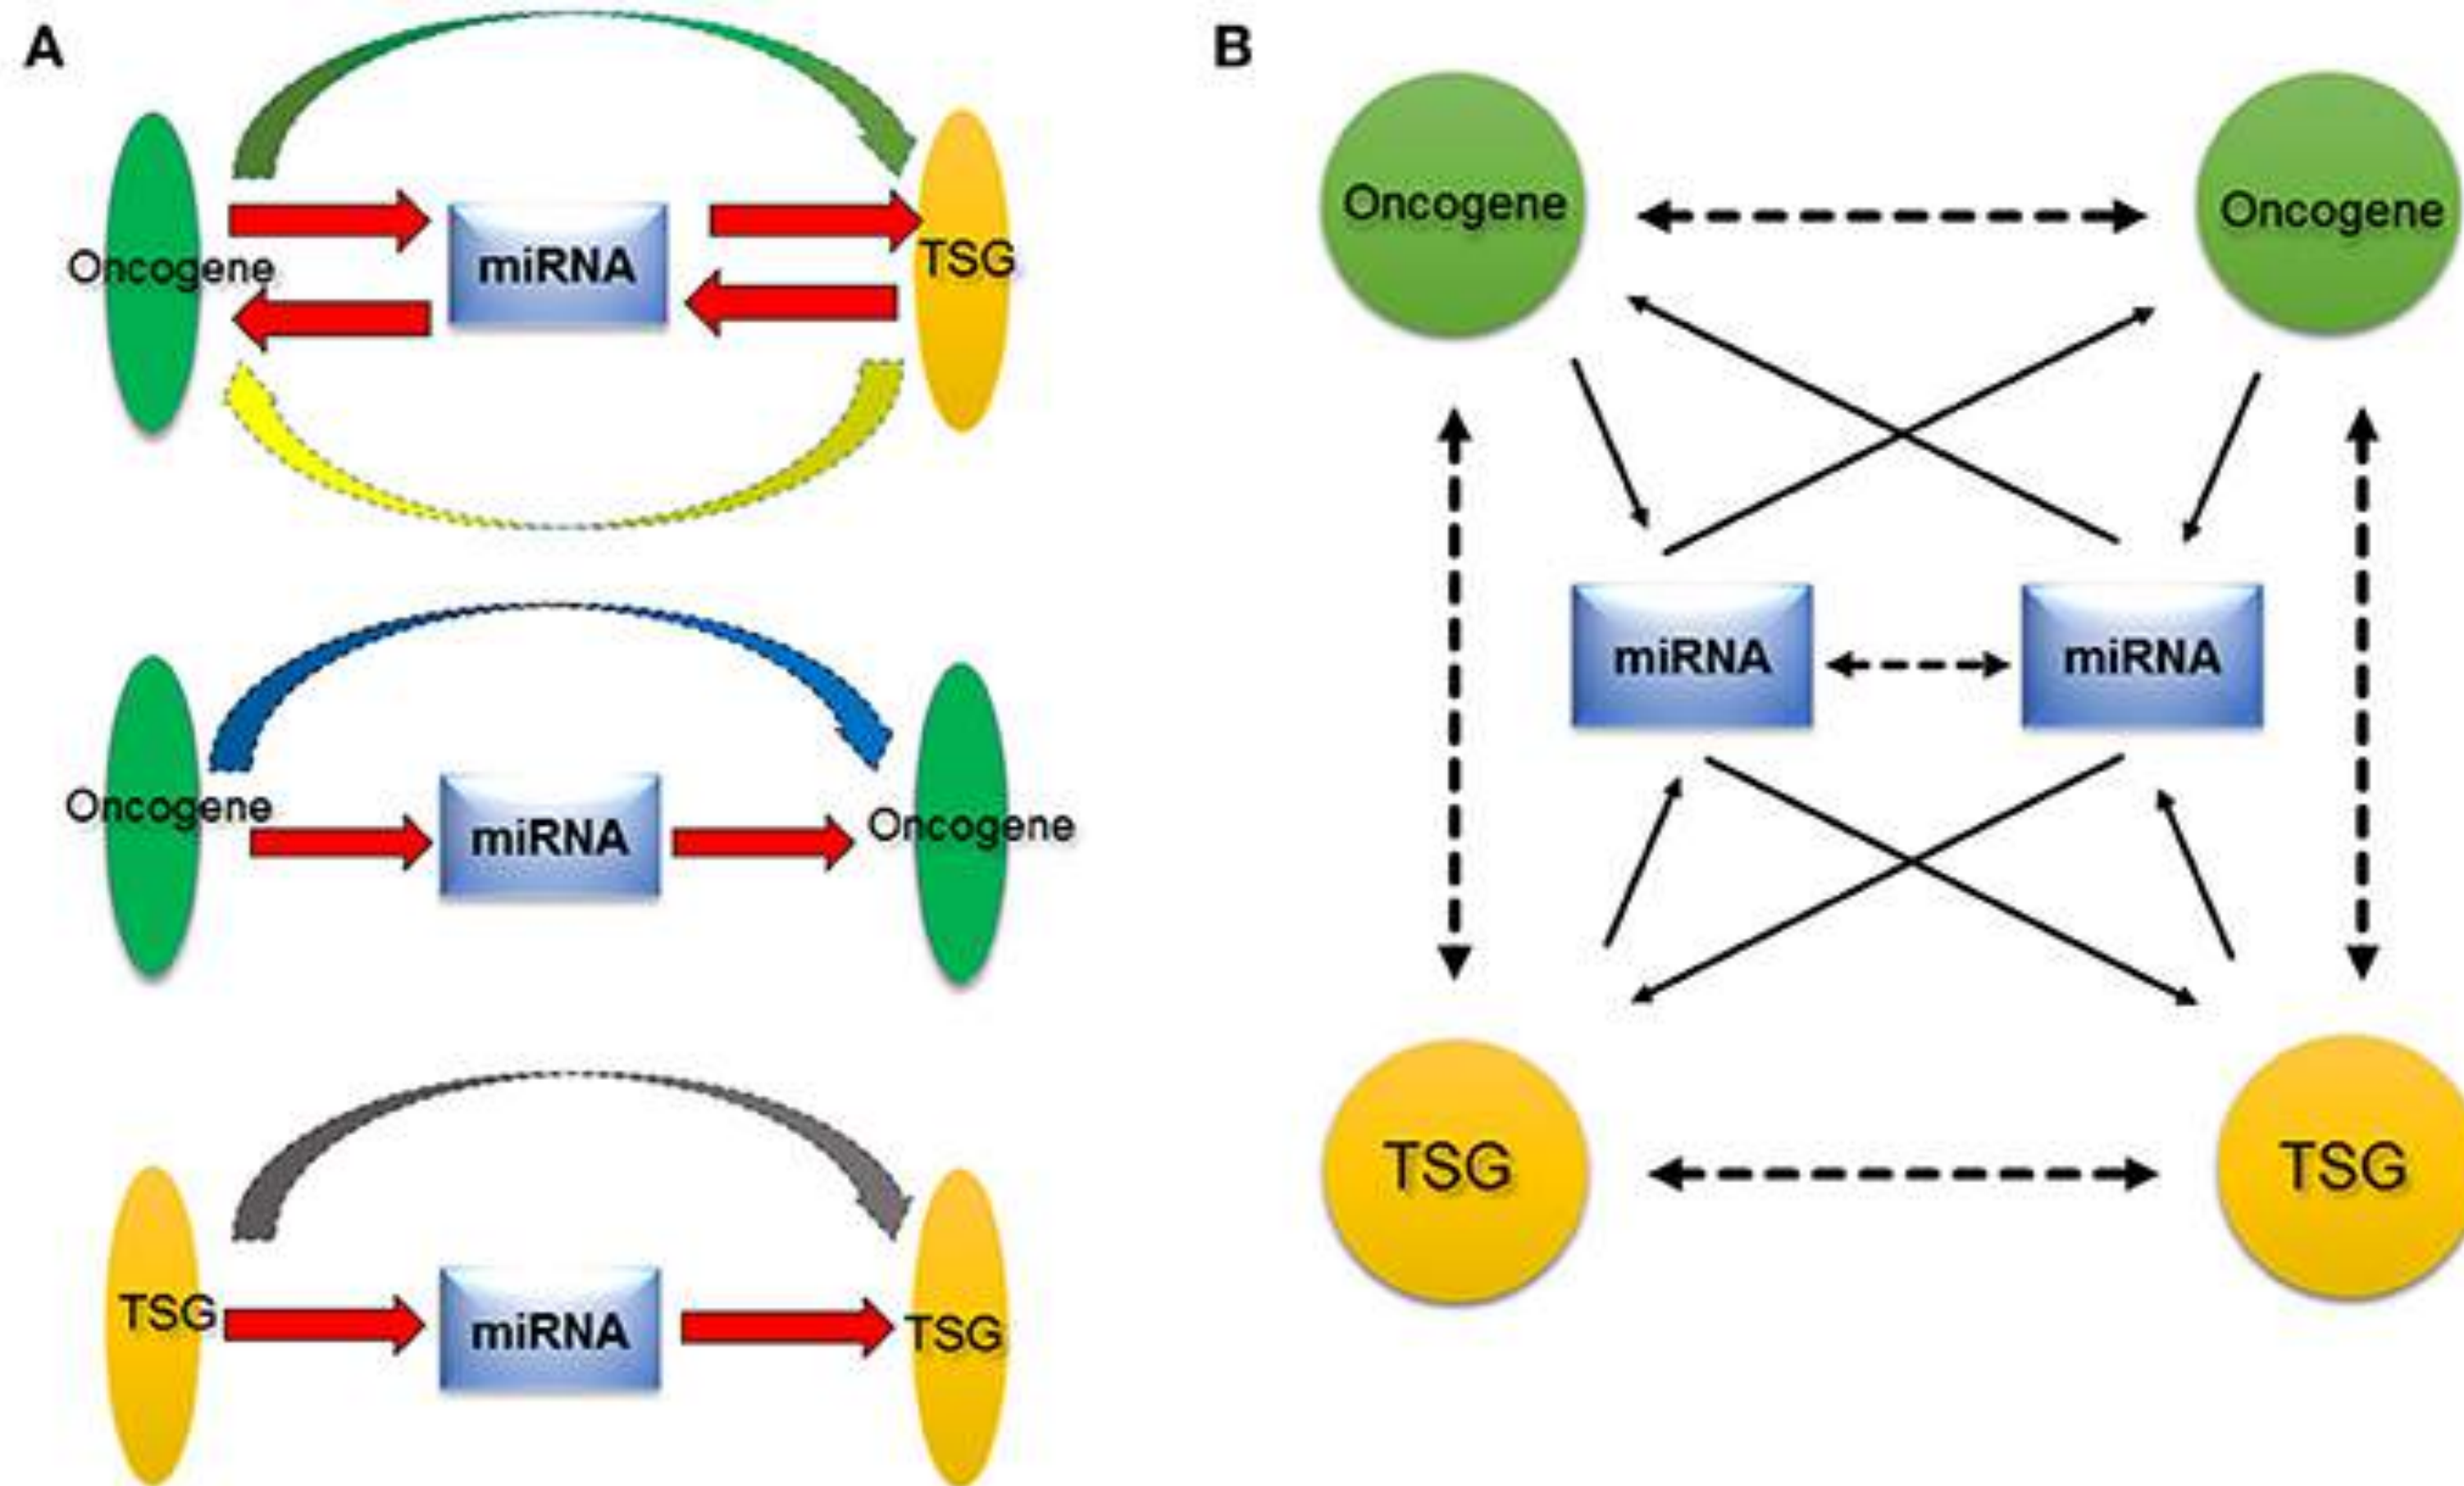 A
Oncogene
miRNA
TSG
Oncogene
miRNA
Oncogene
TSG
miRNA
TSG
B
Oncogene
Oncogene
miRNA
miRNA
TSG
TSG